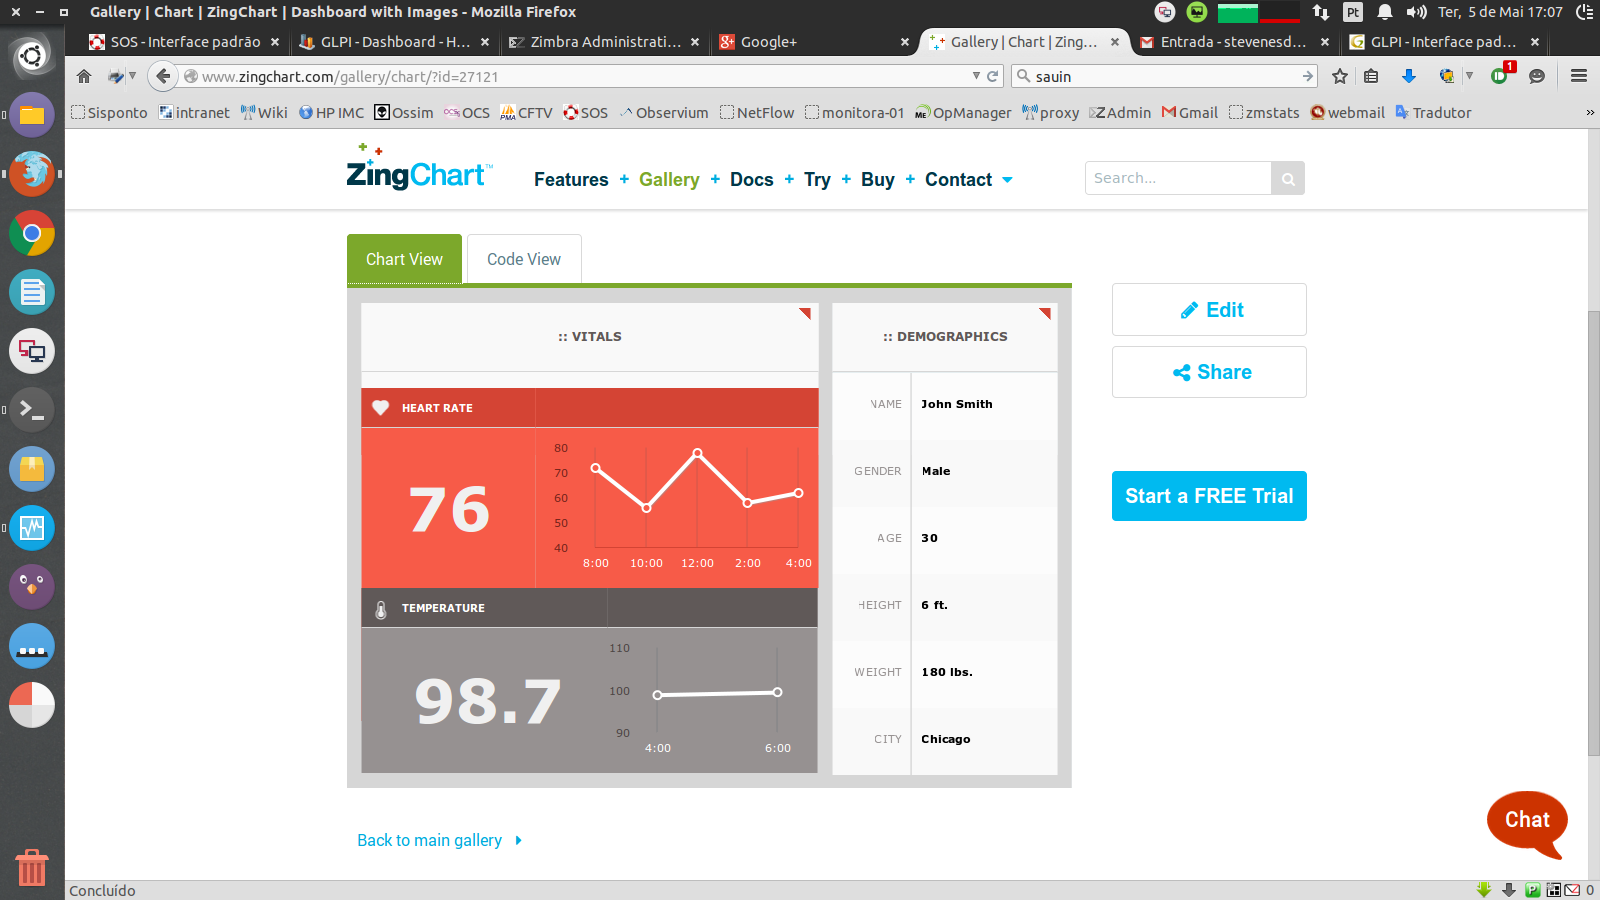 Gallery | Chart | ZingChart | Dashboard with Images - Mozilla Firefox
Pt
Ter, 5 de Mai 17:07
SOS - Interface padrão
GLPI - Dashboard - H...
Zimbra Administrati...
Google+
Gallery | Chart | Zing...
Entrada - stevenesd...
GLPI - Interface pad...
www.zingchart.com/gallery/chart/?id=27121
sauin
1
Sisponto
intranet
Wiki
HP IMC
Ossim
OCS
CFTV
SOS
Observium
NetFlow
monitora-01
OpManager
proxy
ZAdmin
Gmail
zmstats
webmail
Tradutor
»
ZingChart™
Features + Gallery + Docs + Try + Buy + Contact
Search...
Chart View
Code View
:: VITALS
:: DEMOGRAPHICS
Edit
Share
Start a FREE Trial
HEART RATE
76
80
70
60
50
40
8:00 10:00 12:00 2:00 4:00
TEMPERATURE
98.7
110
100
90
4:00 6:00
NAME John Smith
GENDER Male
AGE 30
HEIGHT 6 ft.
WEIGHT 180 lbs.
CITY Chicago
Back to main gallery
Chat
Concluído
0